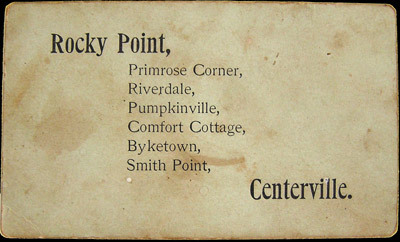 Rocky Point,
Primrose Corner,
Riverdale,
Pumpkinville,
Comfort Cottage,
Byketown,
Smith Point,
Centerville.